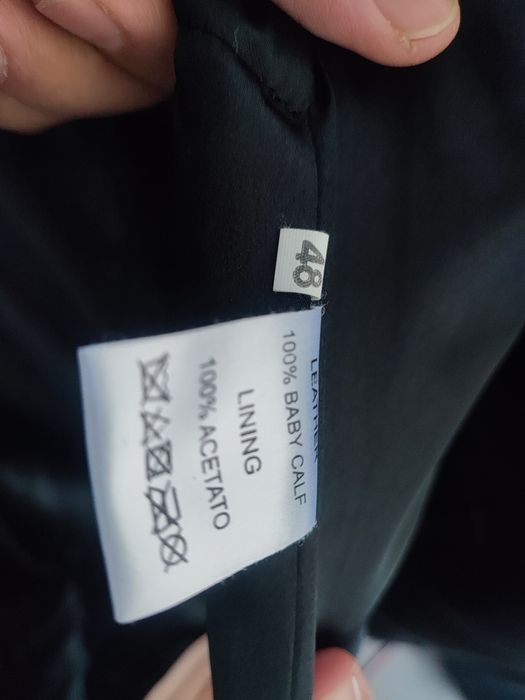 48
LEATHER
100% BABY CALF
LINING
100% ACETATO